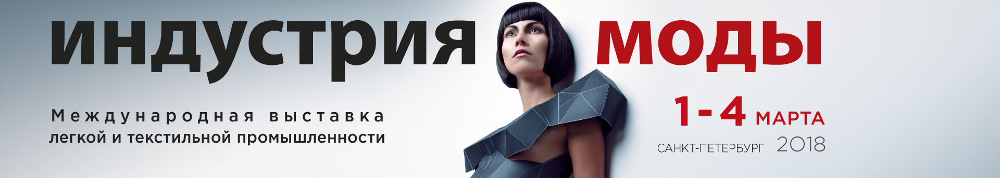 индустрия моды
Международная выставка
легкой и текстильной промышленности
1-4 МАРТА
САНКТ-ПЕТЕРБУРГ 2018